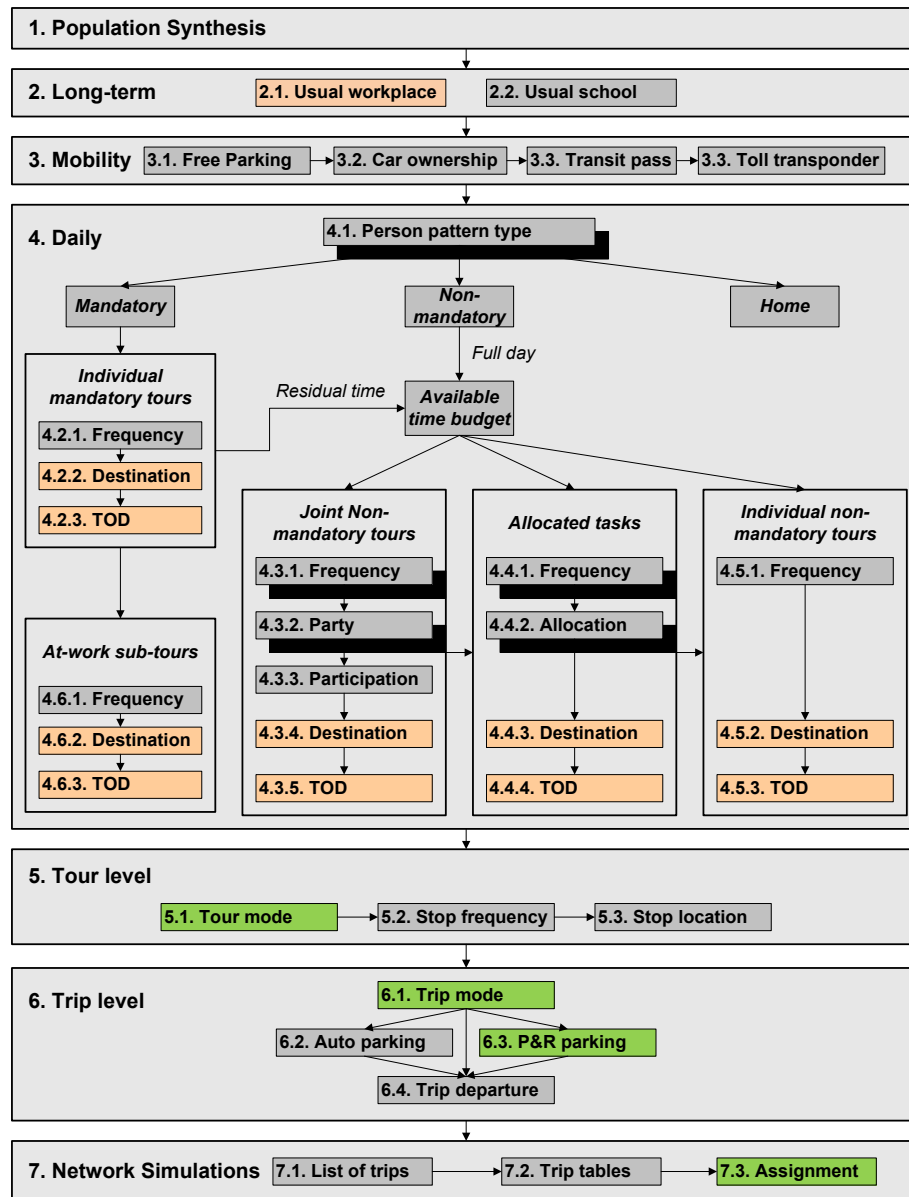 1. Population Synthesis
2. Long-term
2.1. Usual workplace
2.2. Usual school
3. Mobility
3.1. Free Parking
3.2. Car ownership
3.3. Transit pass
3.3. Toll transponder
4. Daily
4.1. Person pattern type
Mandatory
Non-
mandatory
Home
Full day
Individual
mandatory tours
4.2.1. Frequency
4.2.2. Destination
4.2.3. TOD
Residual time
Available
time budget
Joint Non-
mandatory tours
4.3.1. Frequency
4.3.2. Party
4.3.3. Participation
4.3.4. Destination
4.3.5. TOD
Allocated tasks
4.4.1. Frequency
4.4.2. Allocation
4.4.3. Destination
4.4.4. TOD
Individual non-
mandatory tours
4.5.1. Frequency
4.5.2. Destination
4.5.3. TOD
At-work sub-tours
4.6.1. Frequency
4.6.2. Destination
4.6.3. TOD
5. Tour level
5.1. Tour mode
5.2. Stop frequency
5.3. Stop location
6. Trip level
6.1. Trip mode
6.2. Auto parking
6.3. P&R parking
6.4. Trip departure
7. Network Simulations
7.1. List of trips
7.2. Trip tables
7.3. Assignment